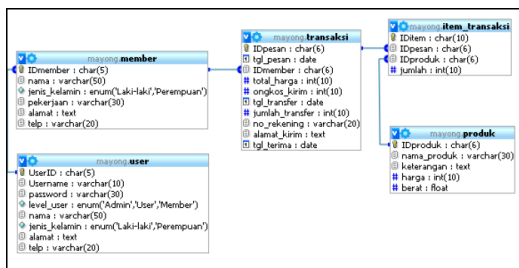 mayong.member
IDmember : char(5)
nama : varchar(50)
jenis_kelamin : enum('Laki-laki','Perempuan')
pekerjaan : varchar(30)
alamat : text
telp : varchar(20)
mayong.user
UserID : char(5)
Username : varchar(10)
password : varchar(30)
level_user : enum('Admin','User','Member')
nama : varchar(50)
jenis_kelamin : enum('Laki-laki','Perempuan')
alamat : text
telp : varchar(20)
mayong.transaksi
IDpesan : char(6)
tgl_pesan : date
IDmember : char(6)
total_harga : int(10)
ongkos_kirim : int(10)
tgl_transfer : date
jumlah_transfer : int(10)
no_rekening : varchar(20)
alamat_kirim : text
tgl_terima : date
mayong.item_transaksi
IDitem : char(10)
IDpesan : char(6)
IDproduk : char(6)
jumlah : int(10)
mayong.produk
IDproduk : char(6)
nama_produk : varchar(30)
keterangan : text
harga : int(10)
berat : float